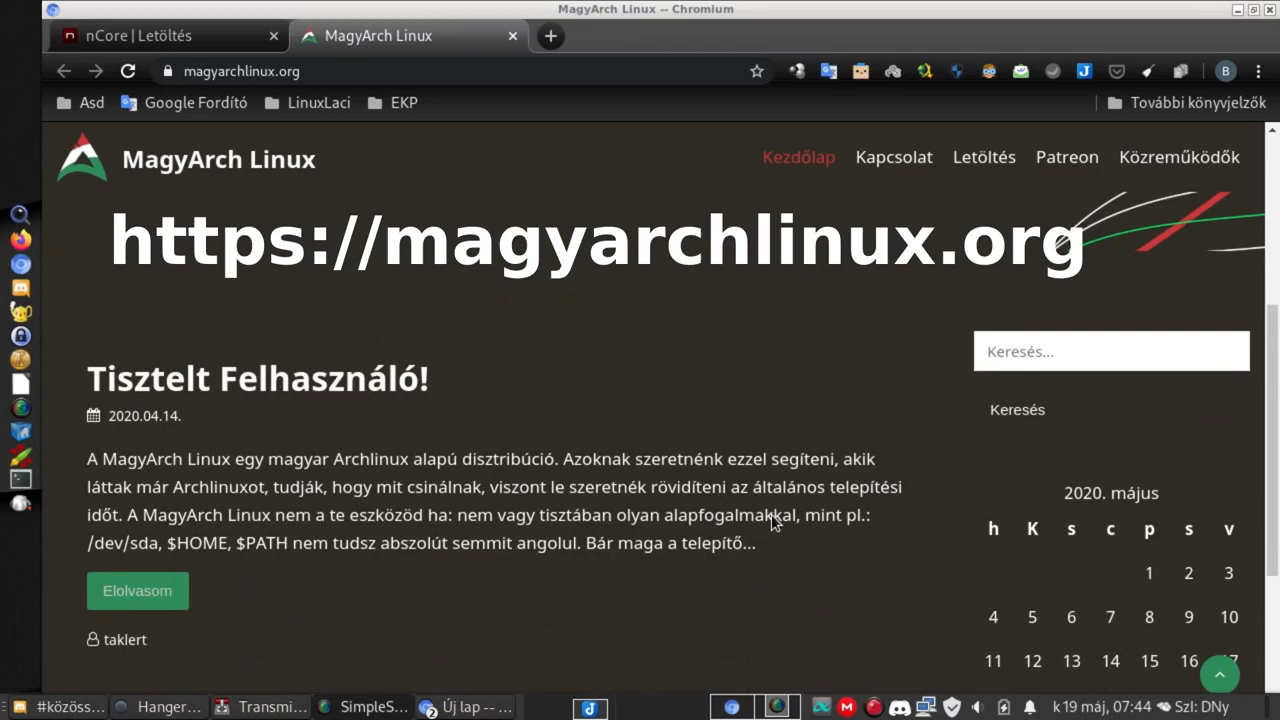 MagyArch Linux -- Chromium
nCore | Letöltés
MagyArch Linux
magyarchlinux.org
B
Asd
Google Fordító
LinuxLaci
EKP
További könyvjelzők
MagyArch Linux
Kezdőlap
Kapcsolat
Letöltés
Patreon
Közreműködők
https://magyarchlinux.org
Keresés...
Tisztelt Felhasználó!
2020.04.14.
Keresés
A MagyArch Linux egy magyar Archlinux alapú disztribúció. Azoknak szeretnénk ezzel segíteni, akik
láttak már Archlinuxot, tudják, hogy mit csinálnak, viszont le szeretnék rövidíteni az általános telepítési
időt. A MagyArch Linux nem a te eszközöd ha: nem vagy tisztában olyan alapfogalmakkal, mint pl.:
/dev/sda, $HOME, $PATH nem tudsz abszolút semmit angolul. Bár maga a telepítő...
Elolvasom
taklert
2020. május
h K s c p s v
1 2 3
4 5 6 7 8 9 10
11 12 13 14 15 16 17
#közöss...
Hanger...
Transmi...
SimpleS...
2
Új lap -- ...
k 19 máj, 07:44
Szl: DNy